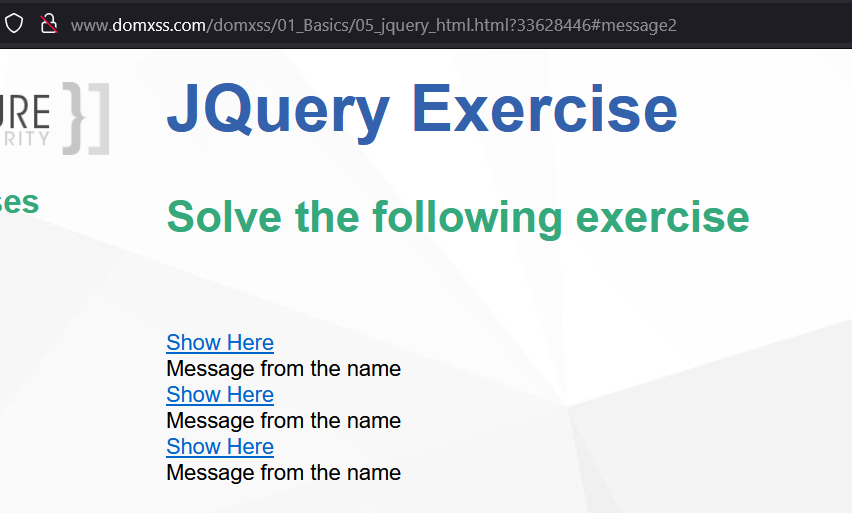 www.domxss.com/domxss/01_Basics/05_jquery_html.html?33628446#message2
URE
RITY
JQuery Exercise
ses
Solve the following exercise
Show Here
Message from the name
Show Here
Message from the name
Show Here
Message from the name